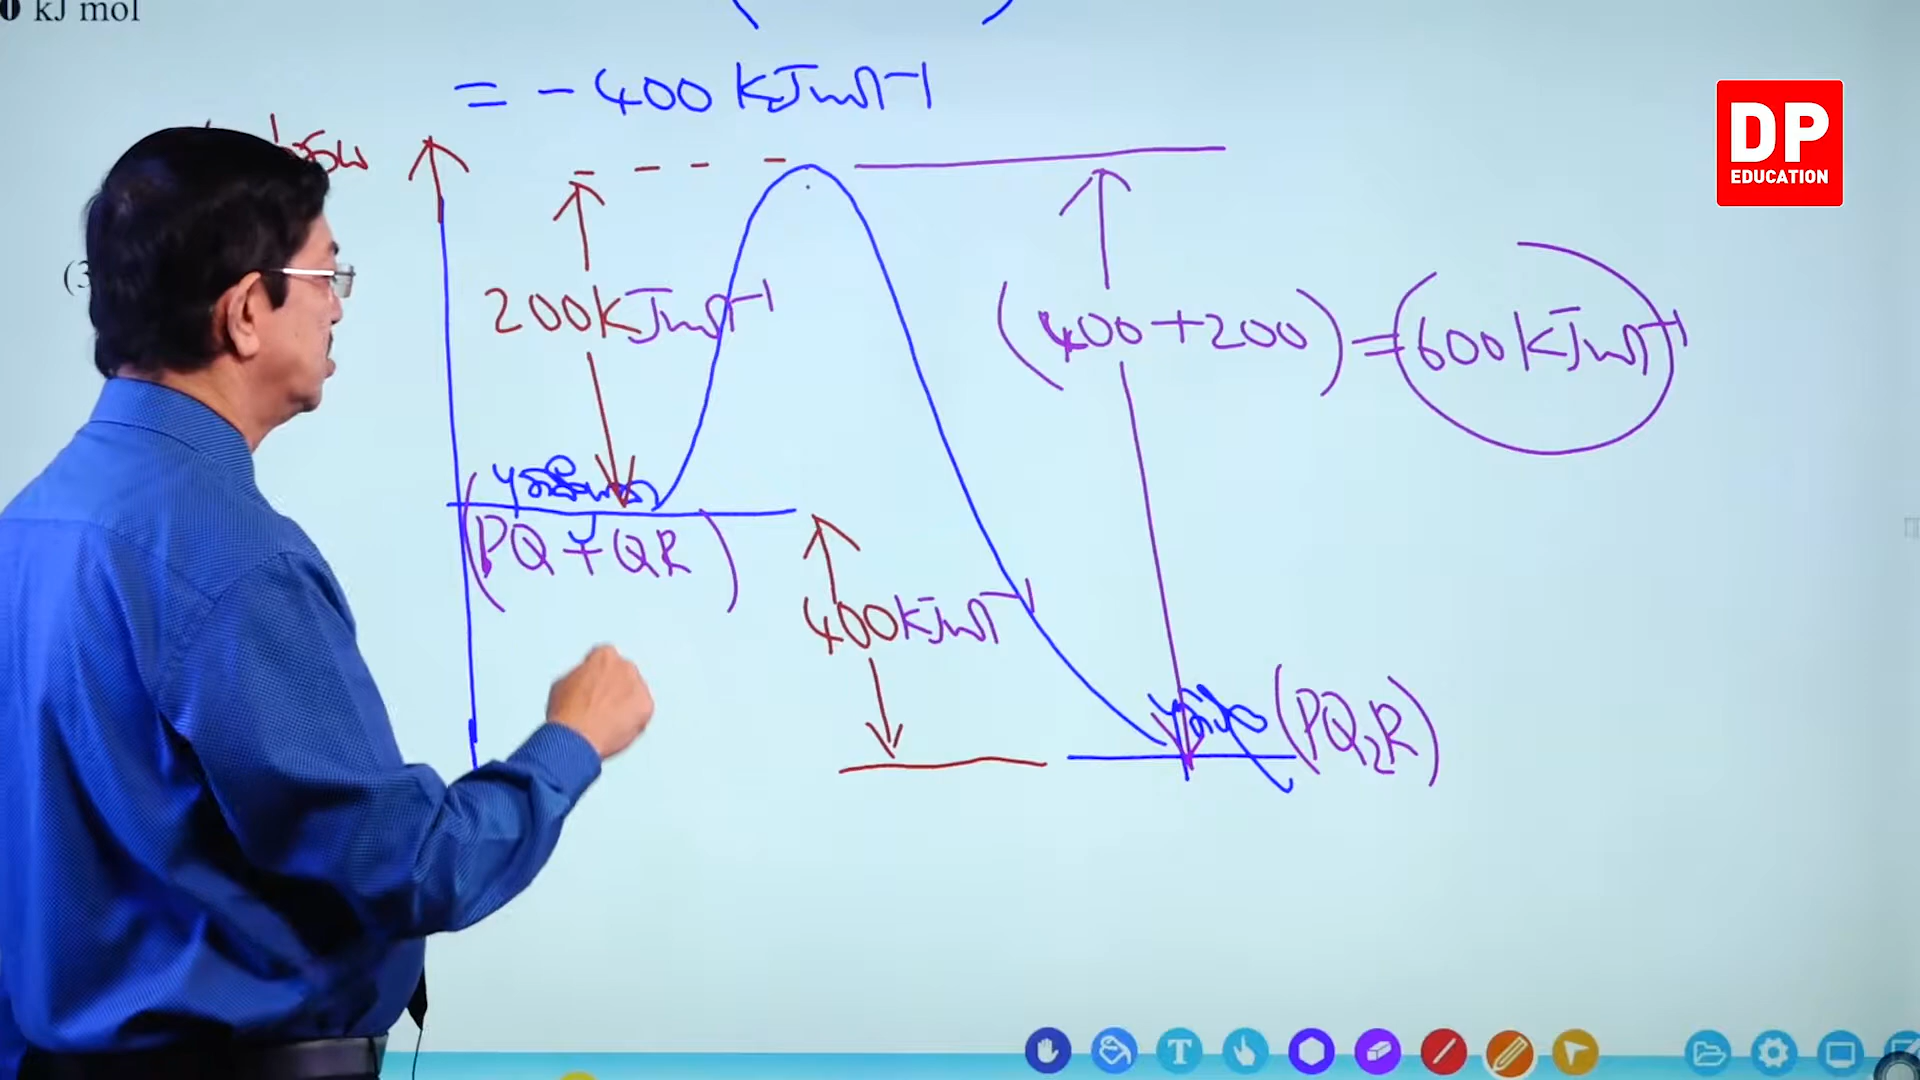 kJ mol
= - 400 kJmol-1
DP
EDUCATION
200kJmol-1
(400+200) = 600kJmol-1
(PQ + QR)
400kJmol-1
(PQ2R)
T